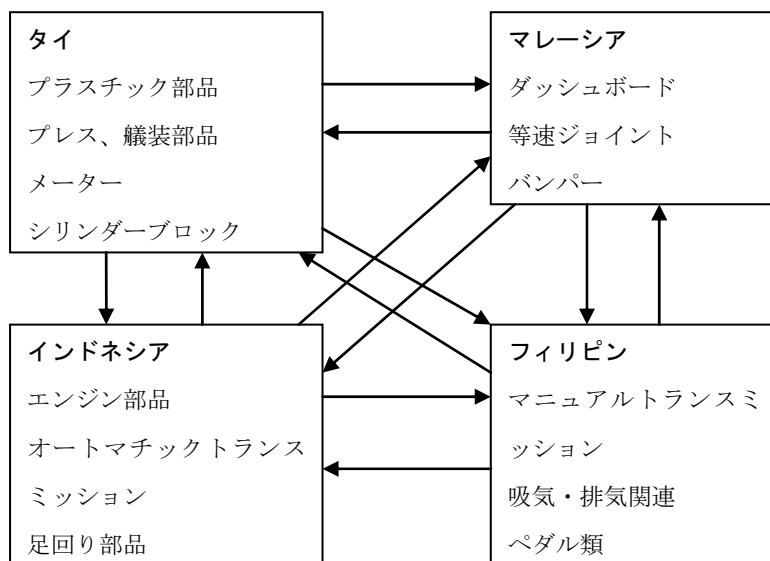 タイ
プラスチック部品
プレス、艤装部品
メーター
シリンダーブロック
マレーシア
ダッシュボード
等速ジョイント
バンパー
インドネシア
エンジン部品
オートマチックトランス
ミッション
足回り部品
フィリピン
マニュアルトランスミ
ッション
吸気・排気関連
ペダル類